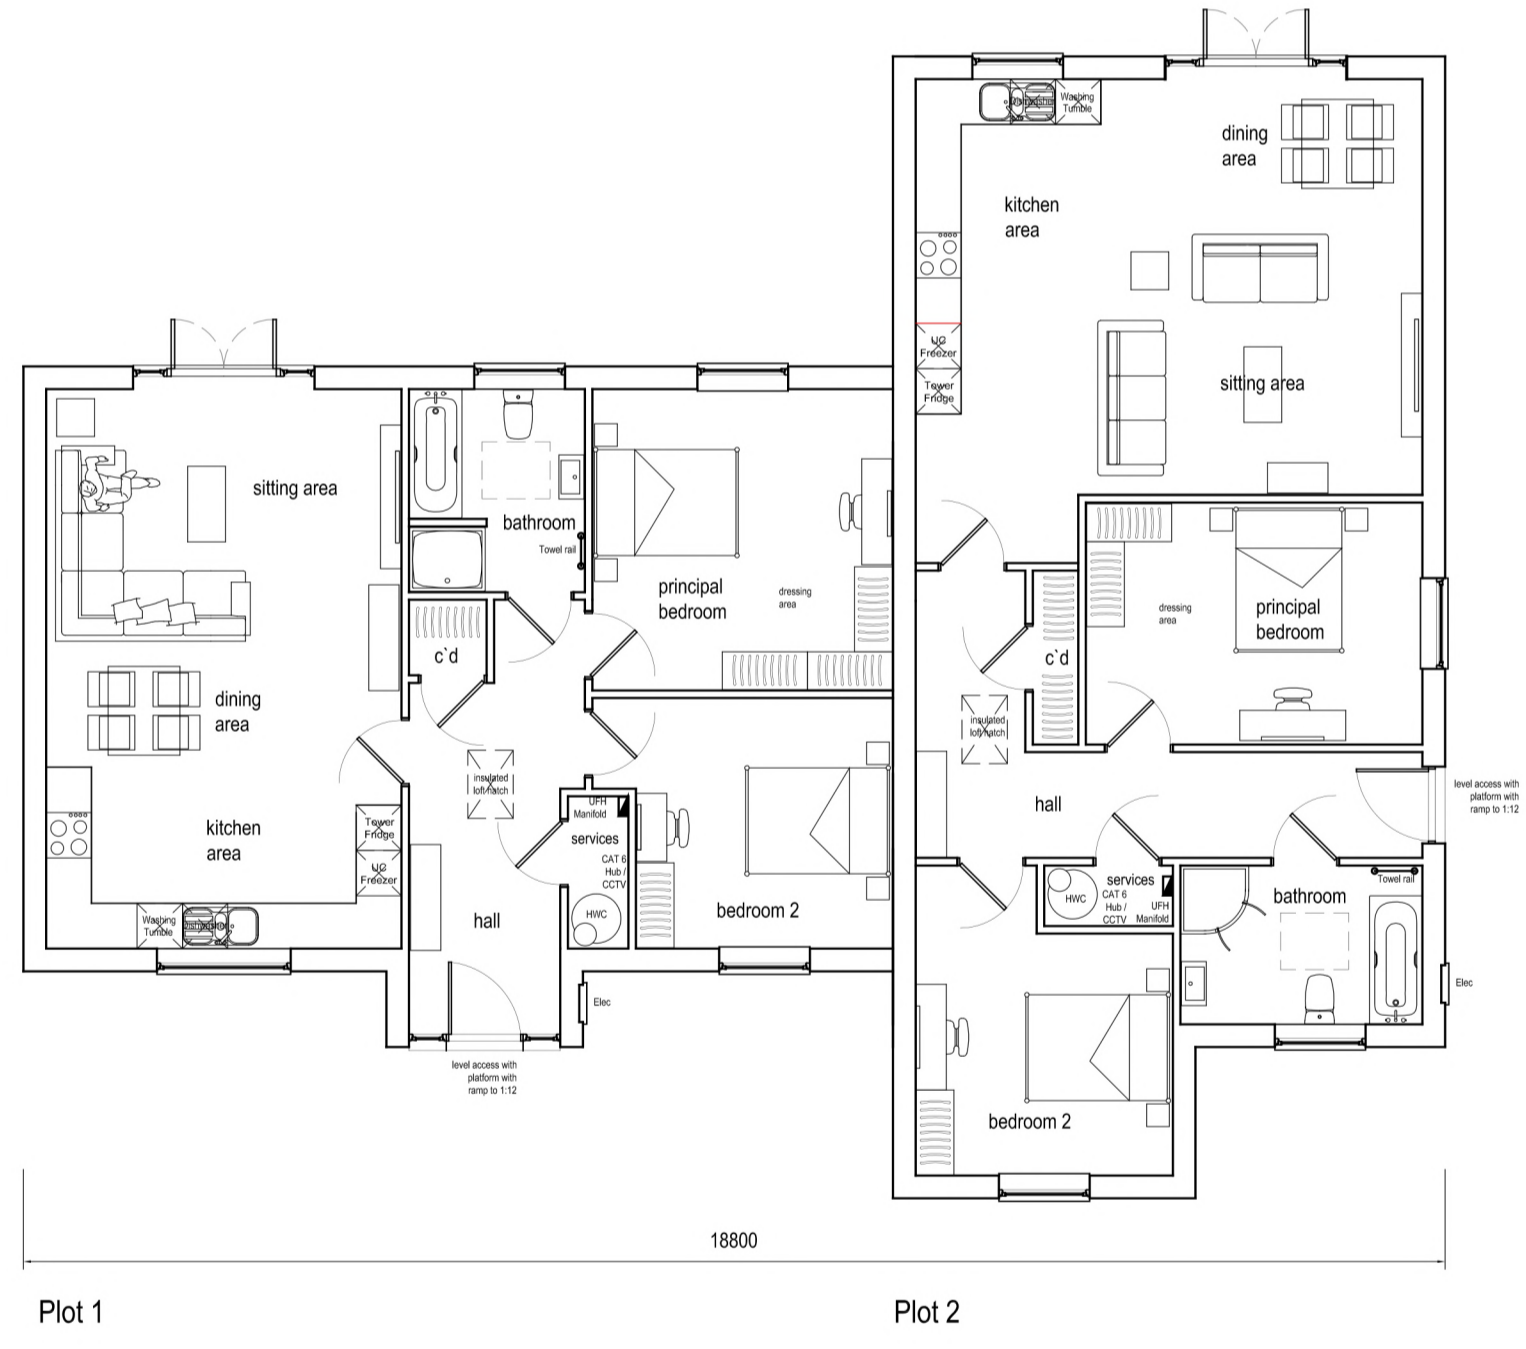 sitting area
bathroom
Towel rail
principal
bedroom
dressing
area
c`d
dining
area
insulated
loft hatch
kitchen
area
Tower
Fridge
UC
Freezer
Washing
Tumble
Dishwasher
UFH
Manifold
services
CAT 6
Hub /
CCTV
HWC
hall
bedroom 2
Elec
level access with
platform with
ramp to 1:12
Dishwasher
Washing
Tumble
dining
area
kitchen
area
UC
Freezer
Tower
Fridge
sitting area
c`d
dressing
area
principal
bedroom
insulated
loft hatch
hall
level access with
platform with
ramp to 1:12
services
HWC
CAT 6
Hub /
CCTV
UFH
Manifold
Towel rail
bathroom
Elec
bedroom 2
18800
Plot 1
Plot 2